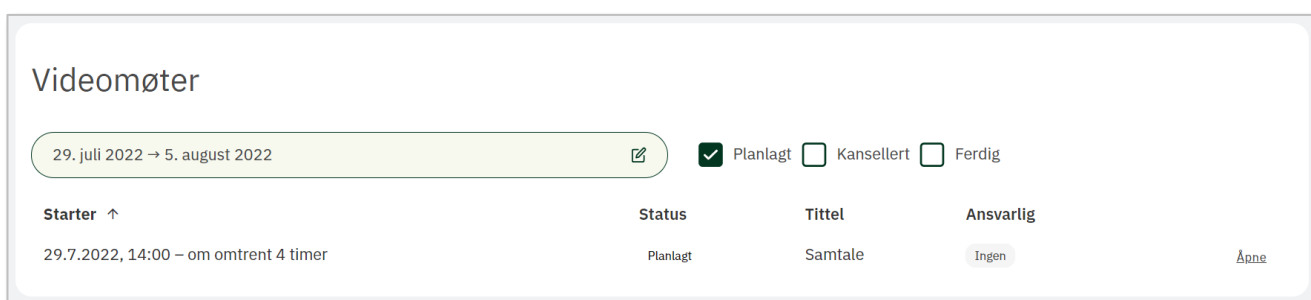 Videomøter
29. juli 2022 → 5. august 2022 Planlagt Kansellert Ferdig
Starter ↑ Status Tittel Ansvarlig
29.7.2022, 14:00 – om omtrent 4 timer Planlagt Samtale Ingen Åpne